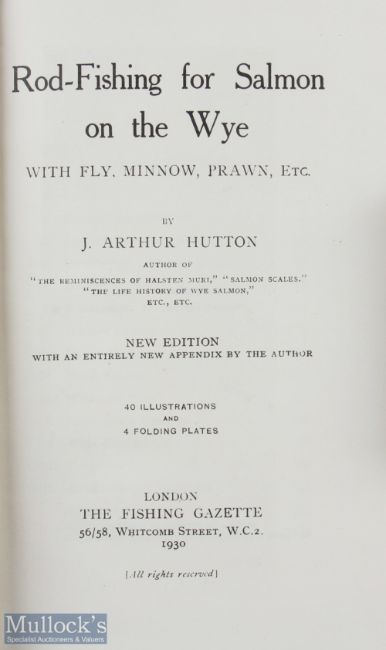 Rod-Fishing for Salmon
on the Wye
WITH FLY, MINNOW, PRAWN, ETC.
BY
J. ARTHUR HUTTON
AUTHOR OF
"THE REMINISCENCES OF HALSTEN MURI," "SALMON SCALES."
"THE LIFE HISTORY OF WYE SALMON,"
ETC., ETC.
NEW EDITION
WITH AN ENTIRELY NEW APPENDIX BY THE AUTHOR
40 ILLUSTRATIONS
AND
4 FOLDING PLATES
LONDON
THE FISHING GAZETTE
56/58, WHITCOMB STREET, W.C.2.
1930
[All rights reserved]
Mullock's
Specialist Auctioneers & Valuers